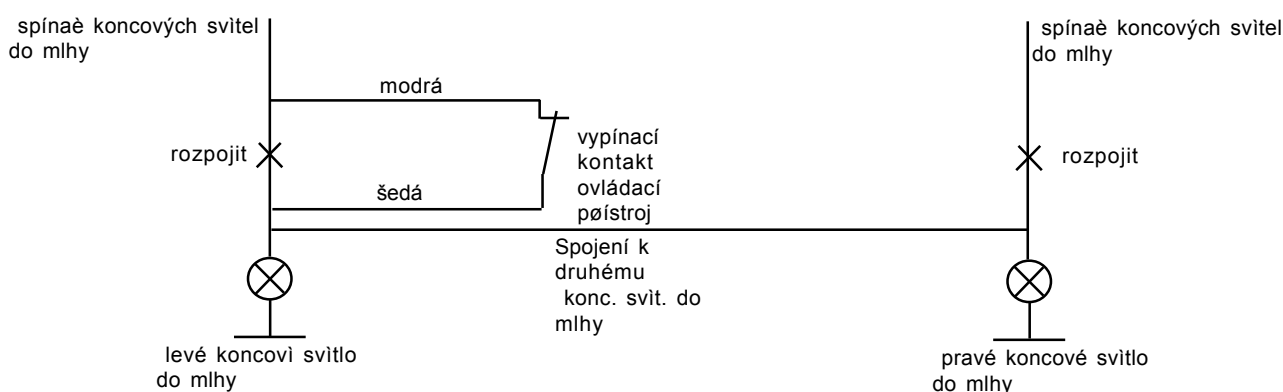 spínaè koncových svìtel
do mlhy
spínaè koncových svìtel
do mlhy
modrá
rozpojit
vypínací
kontakt
ovládací
pøístroj
rozpojit
šedá
Spojení k
druhému
konc. svìt. do
mlhy
levé koncovì svìtlo
do mlhy
pravé koncové svìtlo
do mlhy